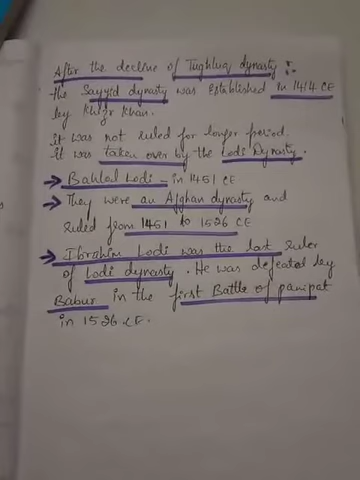 After the decline of Tughluq dynasty :
the Sayyid dynasty was established in 1414 CE
by Khizr Khan.
it was not ruled for longer period.
it was taken over by the Lodi Dynasty.
→ Bahlol Lodi - in 1451 CE
→ They were an Afghan dynasty and
Ruled from 1451 to 1526 CE
→ Ibrahim Lodi was the last ruler
of Lodi dynasty. He was defeated by
Babur in the first Battle of panipat
in 1526 CE.